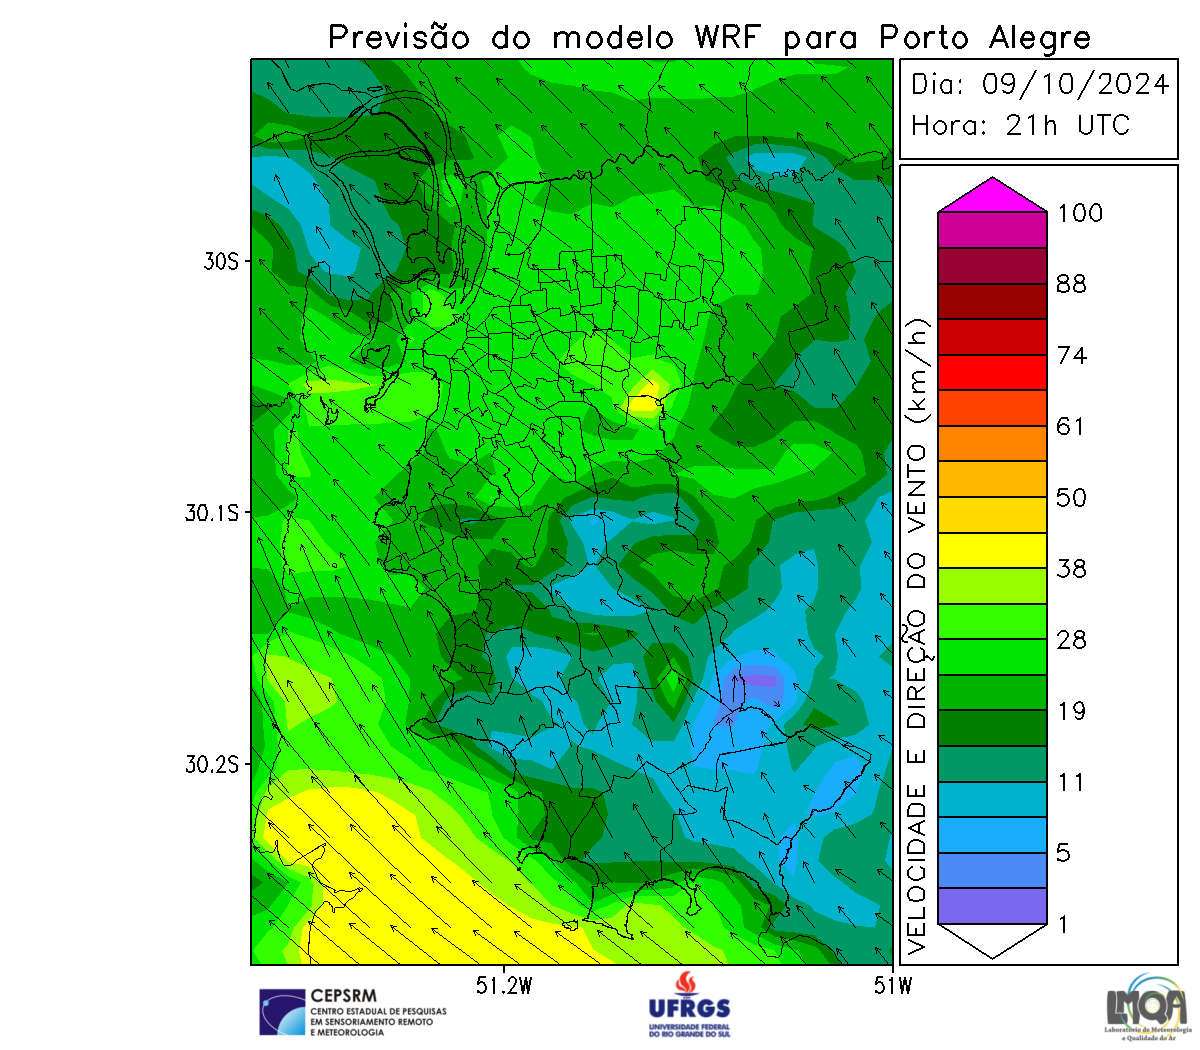 Previsão do modelo WRF para Porto Alegre
Dia: 09/10/2024
Hora: 21h UTC
VELOCIDADE E DIREÇÃO DO VENTO (km/h)
100
88
74
61
50
38
28
19
11
5
1
30S
30.1S
30.2S
51.2W
51W
CEPSRM
CENTRO ESTADUAL DE PESQUISAS
EM SENSORIAMENTO REMOTO
E METEOROLOGIA
UFRGS
UNIVERSIDADE FEDERAL
DO RIO GRANDE DO SUL
LMQA
Laboratório de Meteorologia
e Qualidade do Ar